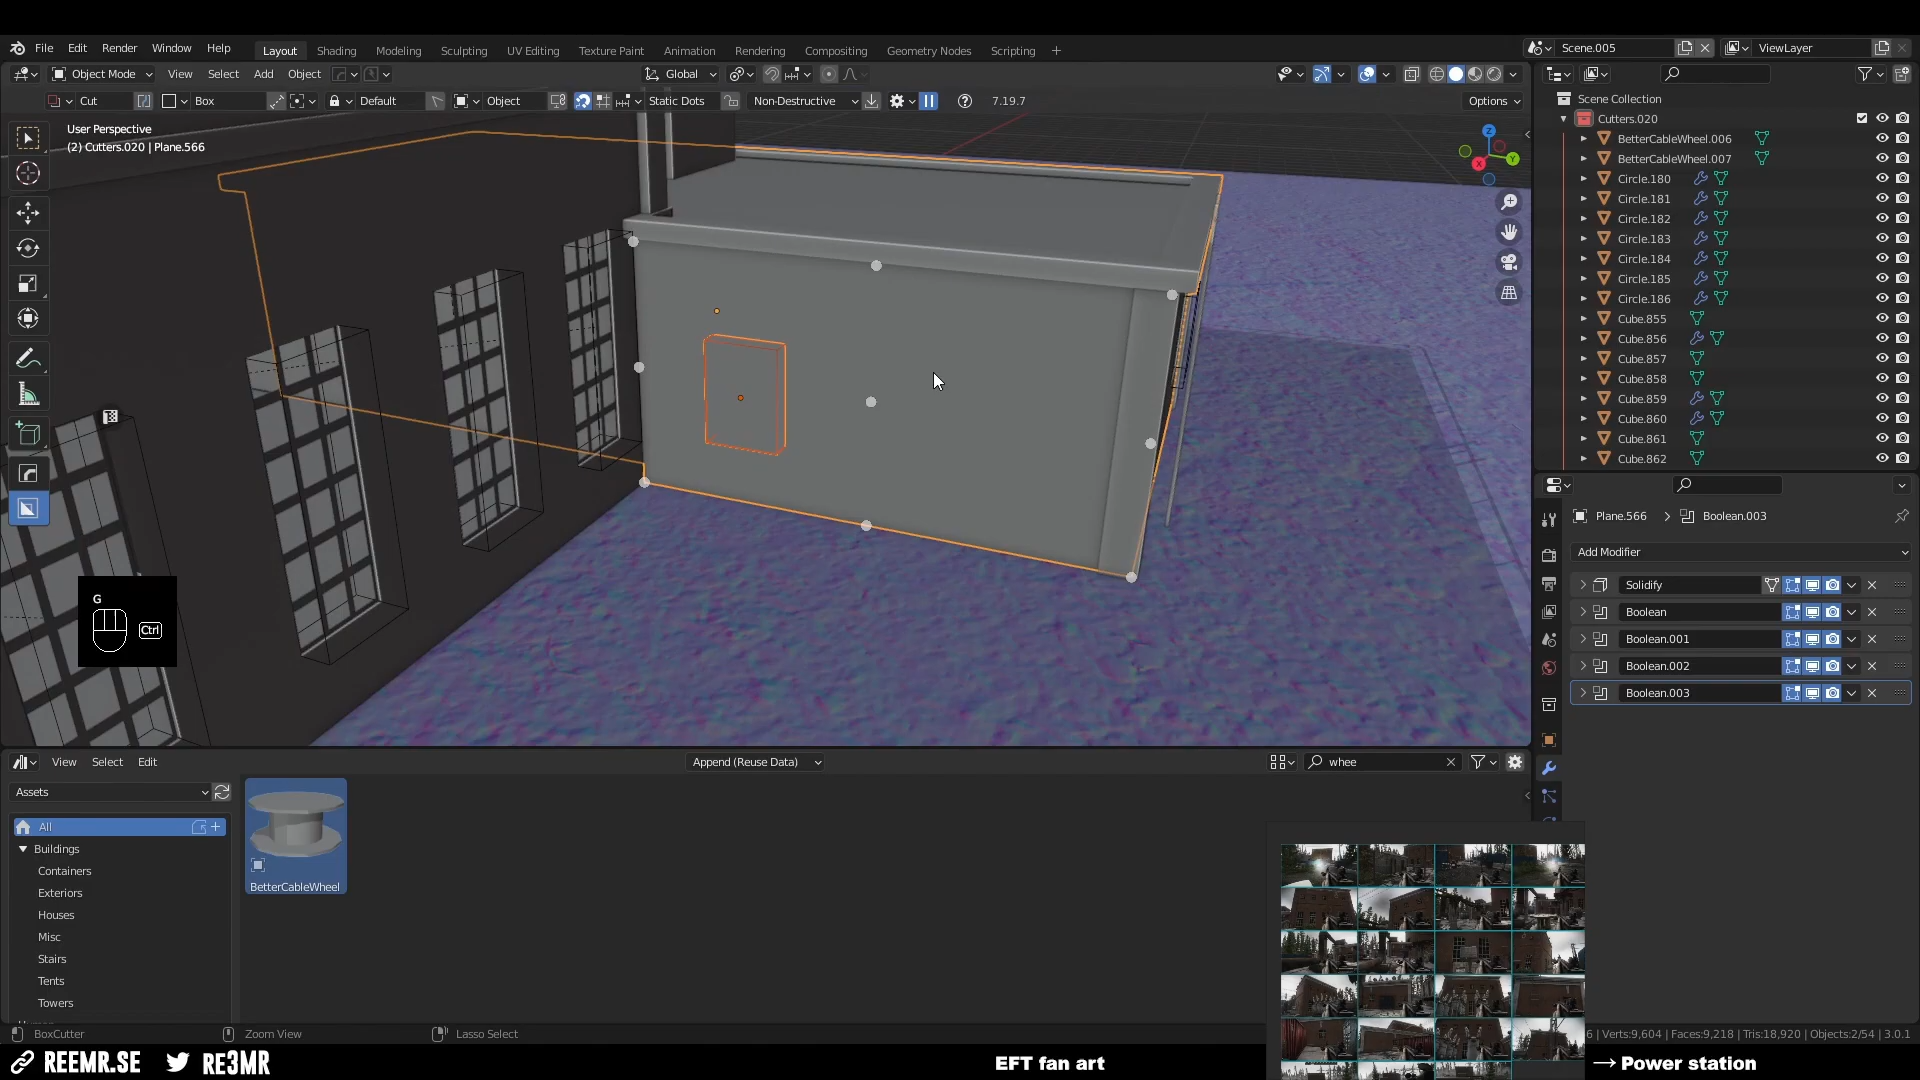 File Edit Render Window Help
Layout Shading Modeling Sculpting UV Editing Texture Paint Animation Rendering Compositing Geometry Nodes Scripting +
Scene.005
ViewLayer
Object Mode View Select Add Object
Global
Cut
Box
Default
Object
Static Dots
Non-Destructive
7.19.7
Options
User Perspective
(2) Cutters.020 | Plane.566
Z
Y
X
G
Ctrl
Scene Collection
Cutters.020
BetterCableWheel.006
BetterCableWheel.007
Circle.180
Circle.181
Circle.182
Circle.183
Circle.184
Circle.185
Circle.186
Cube.855
Cube.856
Cube.857
Cube.858
Cube.859
Cube.860
Cube.861
Cube.862
Plane.566 > Boolean.003
Add Modifier
Solidify
Boolean
Boolean.001
Boolean.002
Boolean.003
View Select Edit
Append (Reuse Data)
whee
Assets
All
Buildings
Containers
Exteriors
Houses
Misc
Stairs
Tents
Towers
BetterCableWheel
BoxCutter
Zoom View
Lasso Select
6 | Verts:9,604 | Faces:9,218 | Tris:18,920 | Objects:2/54 | 3.0.1
REEMR.SE RE3MR
EFT fan art
→ Power station